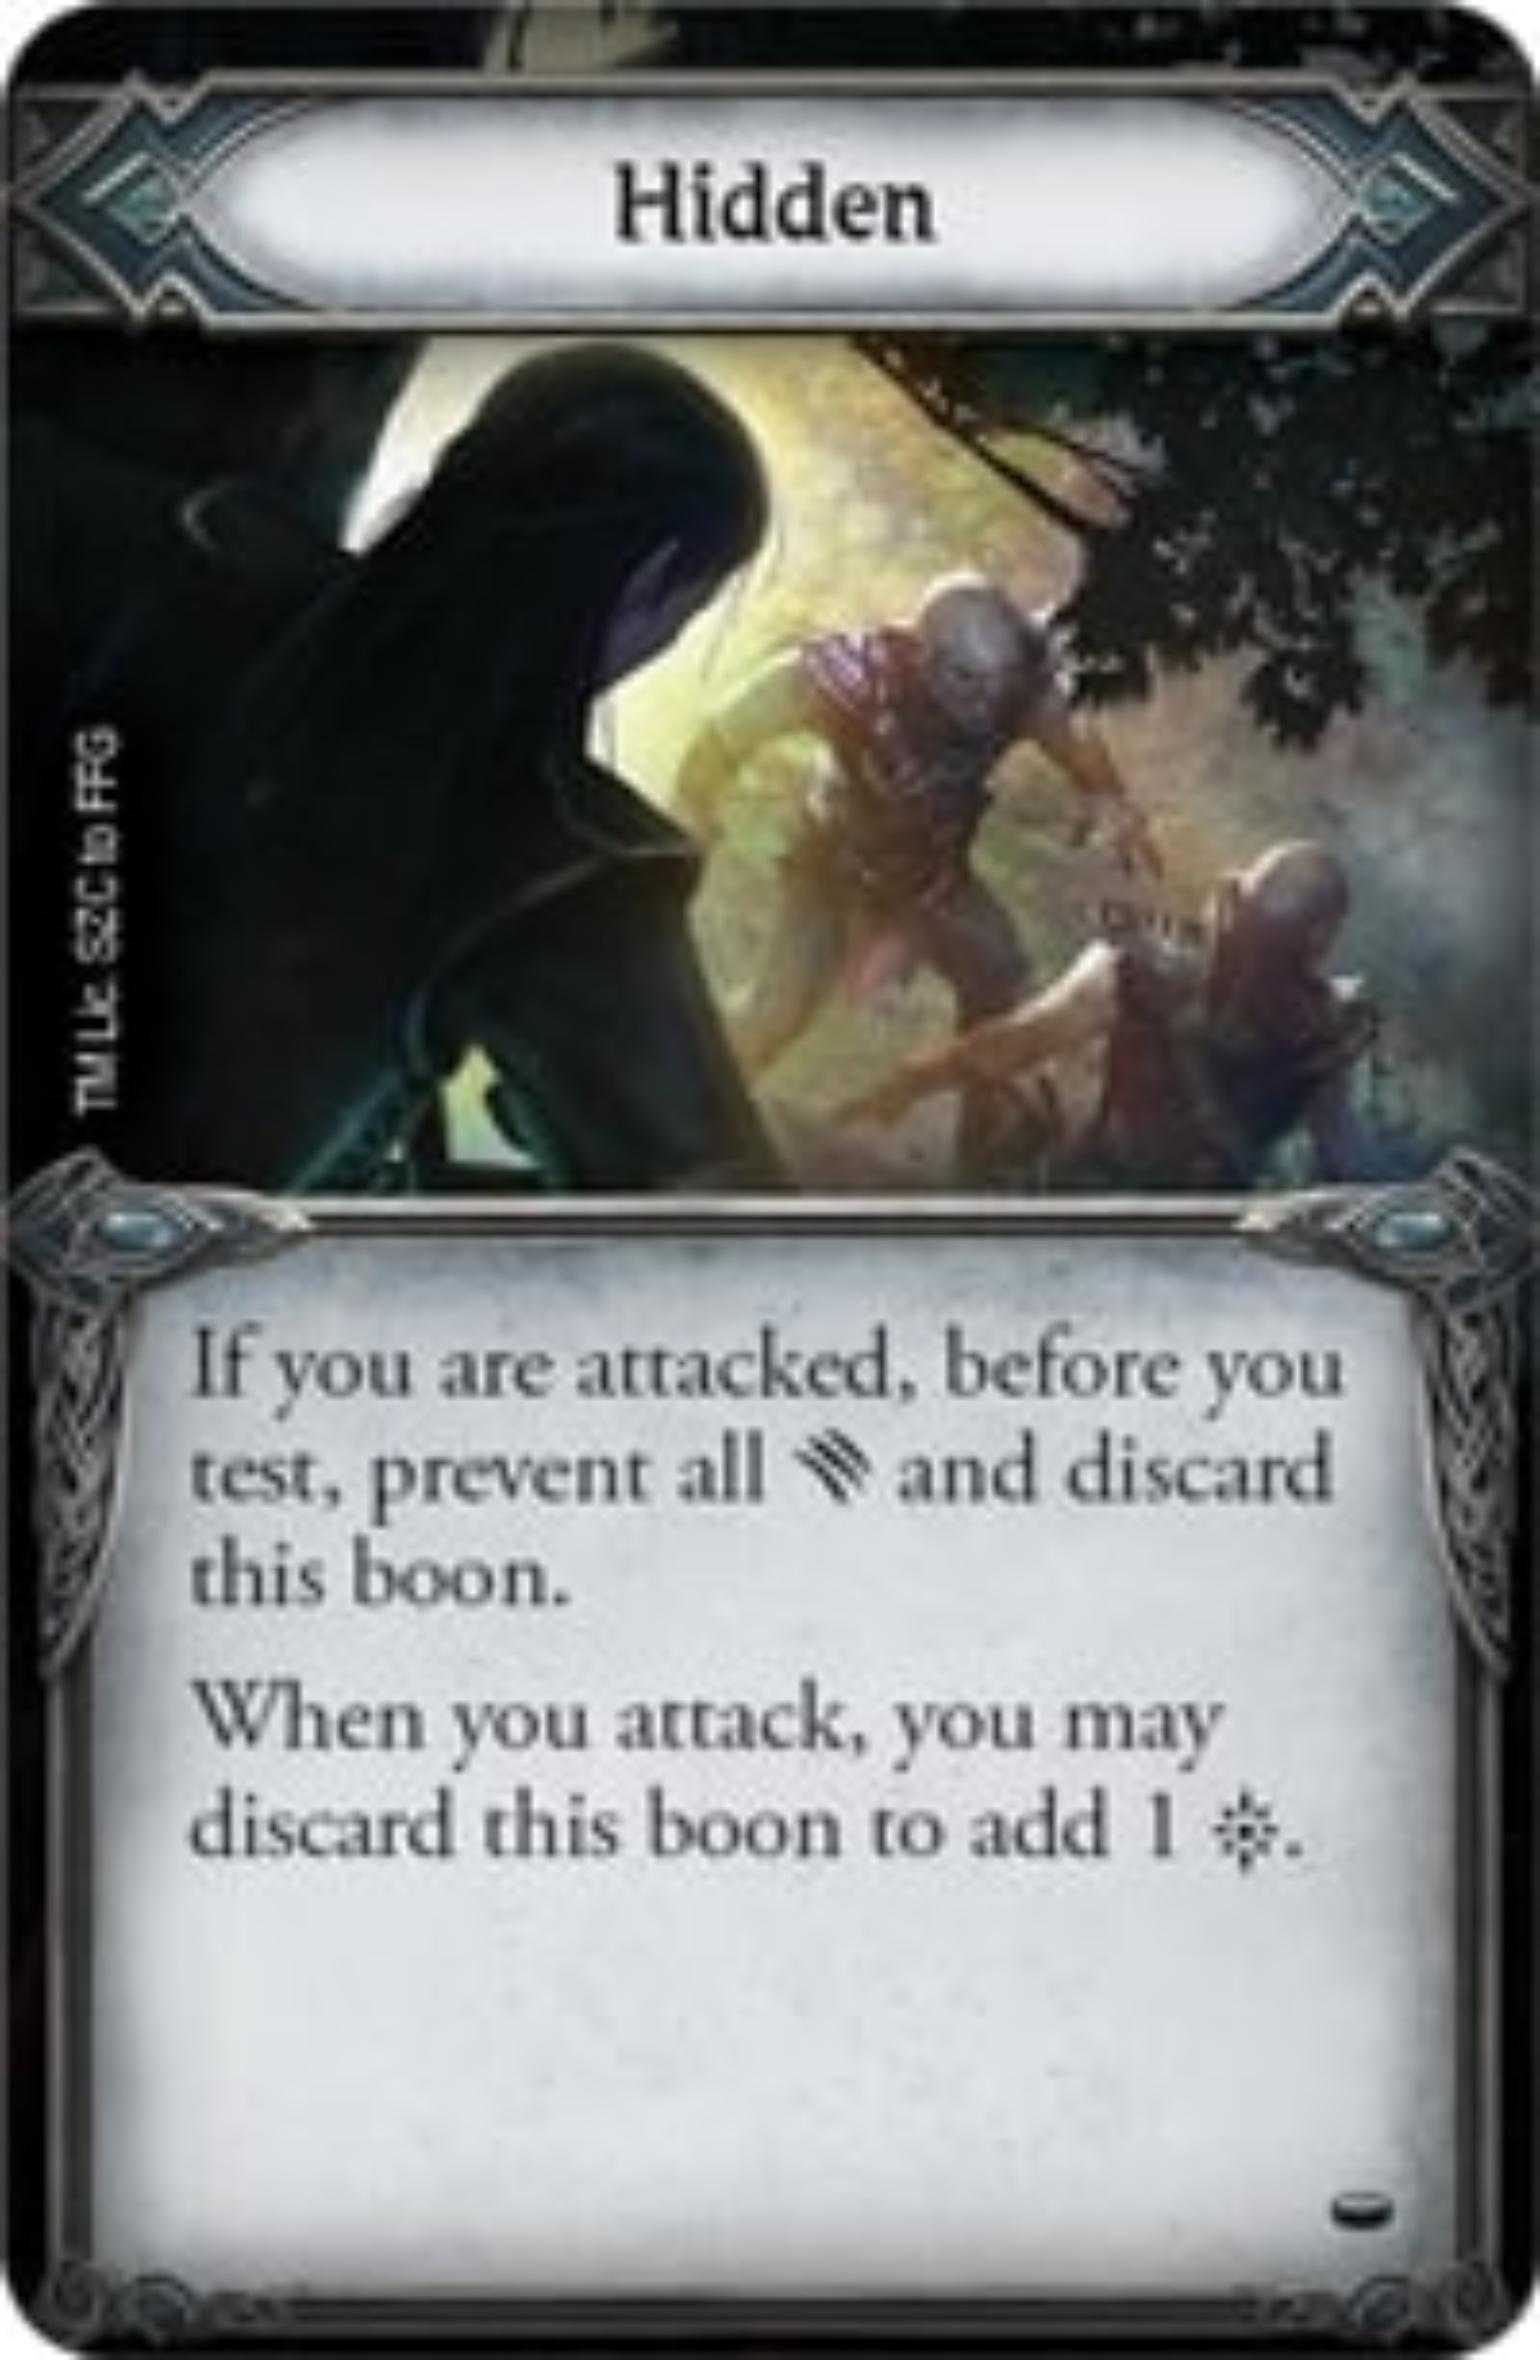 Hidden
TM Lic. SZC to FFG
If you are attacked, before you
test, prevent all and discard
this boon.
When you attack, you may
discard this boon to add 1 .